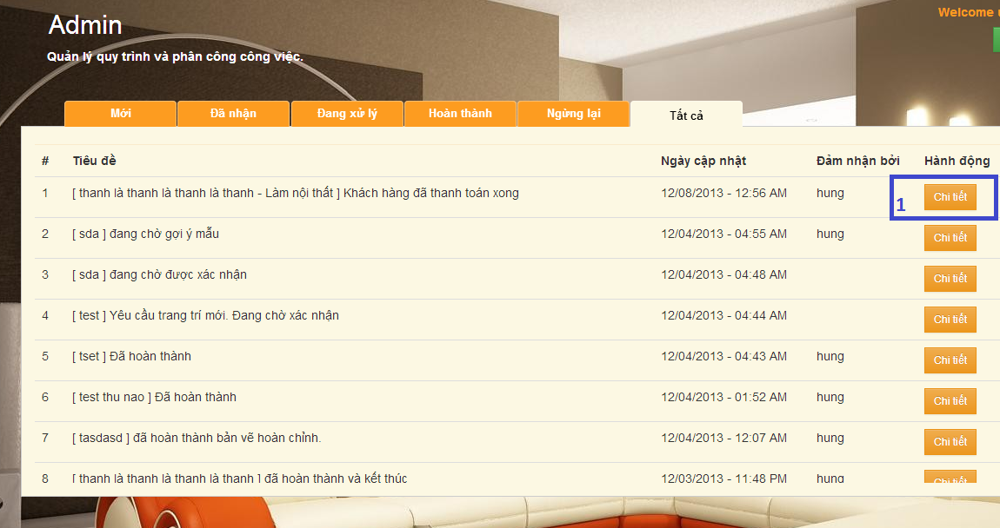 Welcome
Admin
Quản lý quy trình và phân công công việc.
Mới Đã nhận Đang xử lý Hoàn thành Ngừng lại Tất cả
# Tiêu đề Ngày cập nhật Đảm nhận bởi Hành động
1 [ thanh là thanh là thanh là thanh - Làm nội thất ] Khách hàng đã thanh toán xong 12/08/2013 - 12:56 AM hung 1 Chi tiết
2 [ sda ] đang chờ gợi ý mẫu 12/04/2013 - 04:55 AM hung Chi tiết
3 [ sda ] đang chờ được xác nhận 12/04/2013 - 04:48 AM Chi tiết
4 [ test ] Yêu cầu trang trí mới. Đang chờ xác nhận 12/04/2013 - 04:44 AM Chi tiết
5 [ tset ] Đã hoàn thành 12/04/2013 - 04:43 AM hung Chi tiết
6 [ test thu nao ] Đã hoàn thành 12/04/2013 - 01:52 AM hung Chi tiết
7 [ tasdasd ] đã hoàn thành bản vẽ hoàn chỉnh. 12/04/2013 - 12:07 AM hung Chi tiết
8 [ thanh là thanh là thanh là thanh ] đã hoàn thành và kết thúc 12/03/2013 - 11:48 PM hung Chi tiết